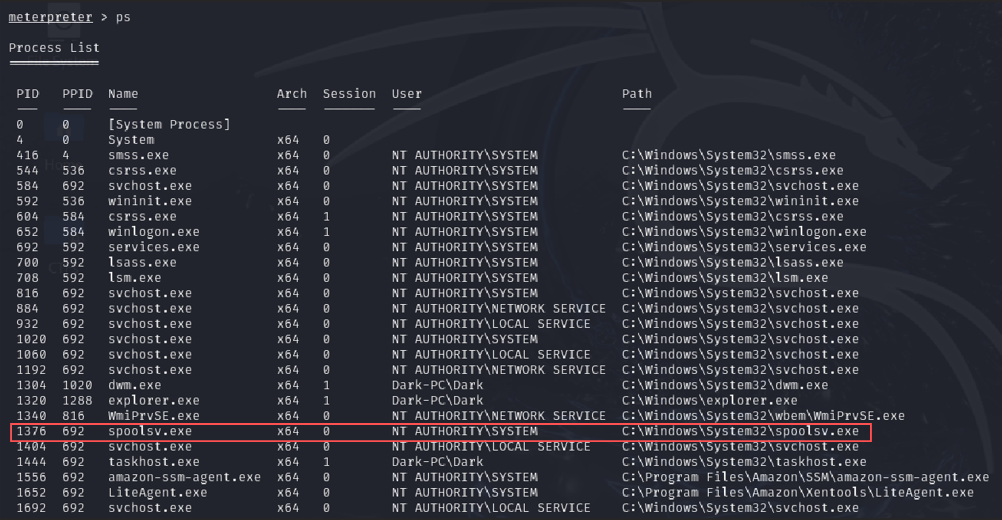 meterpreter > ps
Process List
PID PPID Name Arch Session User Path
0 0 [System Process]
4 0 System x64 0
416 4 smss.exe x64 0 NT AUTHORITY\SYSTEM C:\Windows\System32\smss.exe
544 536 csrss.exe x64 0 NT AUTHORITY\SYSTEM C:\Windows\System32\csrss.exe
584 692 svchost.exe x64 0 NT AUTHORITY\SYSTEM C:\Windows\System32\svchost.exe
592 536 wininit.exe x64 0 NT AUTHORITY\SYSTEM C:\Windows\System32\wininit.exe
604 584 csrss.exe x64 1 NT AUTHORITY\SYSTEM C:\Windows\System32\csrss.exe
652 584 winlogon.exe x64 1 NT AUTHORITY\SYSTEM C:\Windows\System32\winlogon.exe
692 592 services.exe x64 0 NT AUTHORITY\SYSTEM C:\Windows\System32\services.exe
700 592 lsass.exe x64 0 NT AUTHORITY\SYSTEM C:\Windows\System32\lsass.exe
708 592 lsm.exe x64 0 NT AUTHORITY\SYSTEM C:\Windows\System32\lsm.exe
816 692 svchost.exe x64 0 NT AUTHORITY\SYSTEM C:\Windows\System32\svchost.exe
884 692 svchost.exe x64 0 NT AUTHORITY\NETWORK SERVICE C:\Windows\System32\svchost.exe
932 692 svchost.exe x64 0 NT AUTHORITY\LOCAL SERVICE C:\Windows\System32\svchost.exe
1020 692 svchost.exe x64 0 NT AUTHORITY\SYSTEM C:\Windows\System32\svchost.exe
1060 692 svchost.exe x64 0 NT AUTHORITY\LOCAL SERVICE C:\Windows\System32\svchost.exe
1192 692 svchost.exe x64 0 NT AUTHORITY\NETWORK SERVICE C:\Windows\System32\svchost.exe
1304 1020 dwm.exe x64 1 Dark-PC\Dark C:\Windows\System32\dwm.exe
1320 1288 explorer.exe x64 1 Dark-PC\Dark C:\Windows\explorer.exe
1340 816 WmiPrvSE.exe x64 0 NT AUTHORITY\NETWORK SERVICE C:\Windows\System32\wbem\WmiPrvSE.exe
1376 692 spoolsv.exe x64 0 NT AUTHORITY\SYSTEM C:\Windows\System32\spoolsv.exe
1404 692 svchost.exe x64 0 NT AUTHORITY\LOCAL SERVICE C:\Windows\System32\svchost.exe
1444 692 taskhost.exe x64 1 Dark-PC\Dark C:\Windows\System32\taskhost.exe
1556 692 amazon-ssm-agent.exe x64 0 NT AUTHORITY\SYSTEM C:\Program Files\Amazon\SSM\amazon-ssm-agent.exe
1652 692 LiteAgent.exe x64 0 NT AUTHORITY\SYSTEM C:\Program Files\Amazon\Xentools\LiteAgent.exe
1692 692 svchost.exe x64 0 NT AUTHORITY\LOCAL SERVICE C:\Windows\System32\svchost.exe